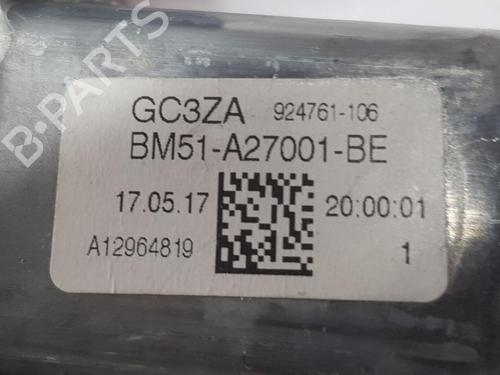 GC3ZA 924761-106
BM51-A27001-BE
17.05.17 20:00:01
A12964819 1
B-PARTS